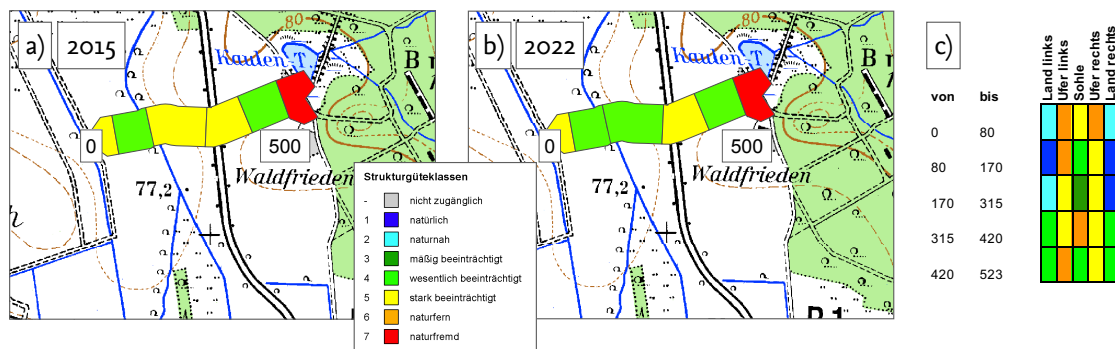 a) 2015
80
Kauden-T.
B
0
500
77,2
Waldfrieden
h
b) 2022
80
Kauden-T.
B
0
500
77,2
Waldfrieden
Strukturgüteklassen
- nicht zugänglich
1 natürlich
2 naturnah
3 mäßig beeinträchtigt
4 wesentlich beeinträchtigt
5 stark beeinträchtigt
6 naturfern
7 naturfremd
c)
Land links
Ufer links
Sohle
Ufer rechts
Land rechts
von bis
0 80
80 170
170 315
315 420
420 523